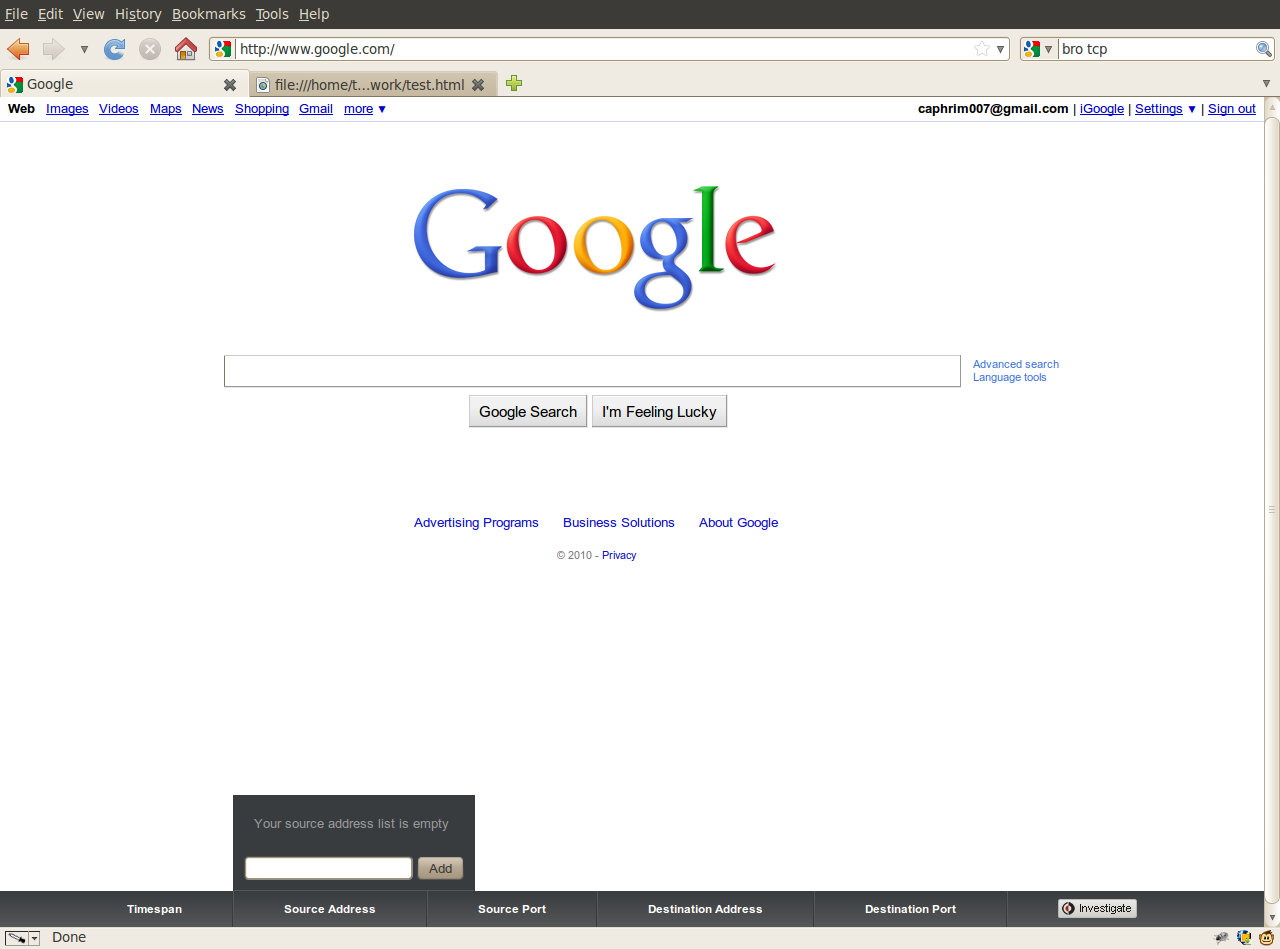 File Edit View History Bookmarks Tools Help
http://www.google.com/
bro tcp
Google
file:///home/t...work/test.html
Web Images Videos Maps News Shopping Gmail more ▼
caphrim007@gmail.com | iGoogle | Settings ▼ | Sign out
Google
Advanced search
Language tools
Google Search
I'm Feeling Lucky
Advertising Programs Business Solutions About Google
© 2010 - Privacy
Your source address list is empty
Add
Timespan Source Address Source Port Destination Address Destination Port Investigate
Done